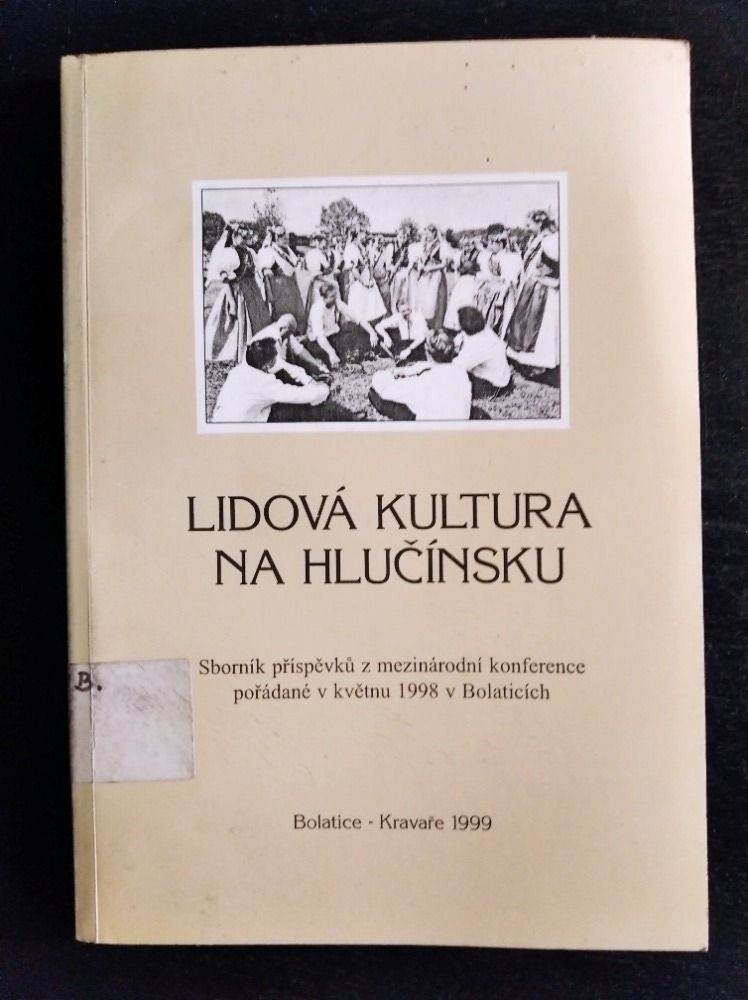 LIDOVÁ KULTURA
NA HLUČÍNSKU
Sborník příspěvků z mezinárodní konference
pořádané v květnu 1998 v Bolaticích
B.
Bolatice - Kravaře 1999